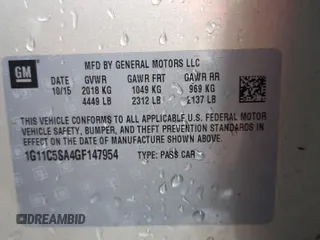 GM
MFD BY GENERAL MOTORS LLC
DATE GVWR GAWR FRT GAWR RR
10/15 2018 KG 1049 KG 969 KG
4449 LB 2312 LB 2137 LB
THIS VEHICLE CONFORMS TO ALL APPLICABLE U.S. FEDERAL MOTOR
VEHICLE SAFETY, BUMPER, AND THEFT PREVENTION STANDARDS IN
EFFECT ON THE DATE OF MANUFACTURE SHOWN ABOVE.
1G11C5SA4GF147954 TYPE: PASS CAR
DREAMBID